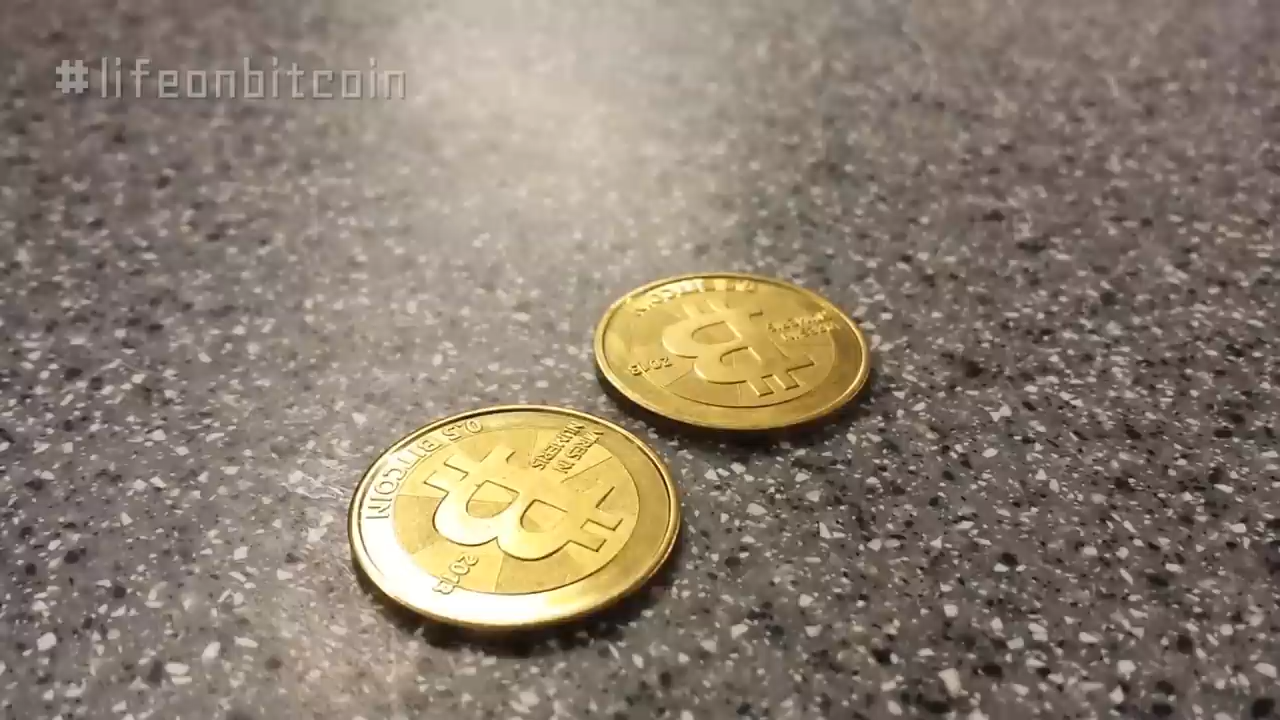 #lifeonbitcoin
0.5 BITCOIN
VIRES IN
NUMERIS
2013
2013